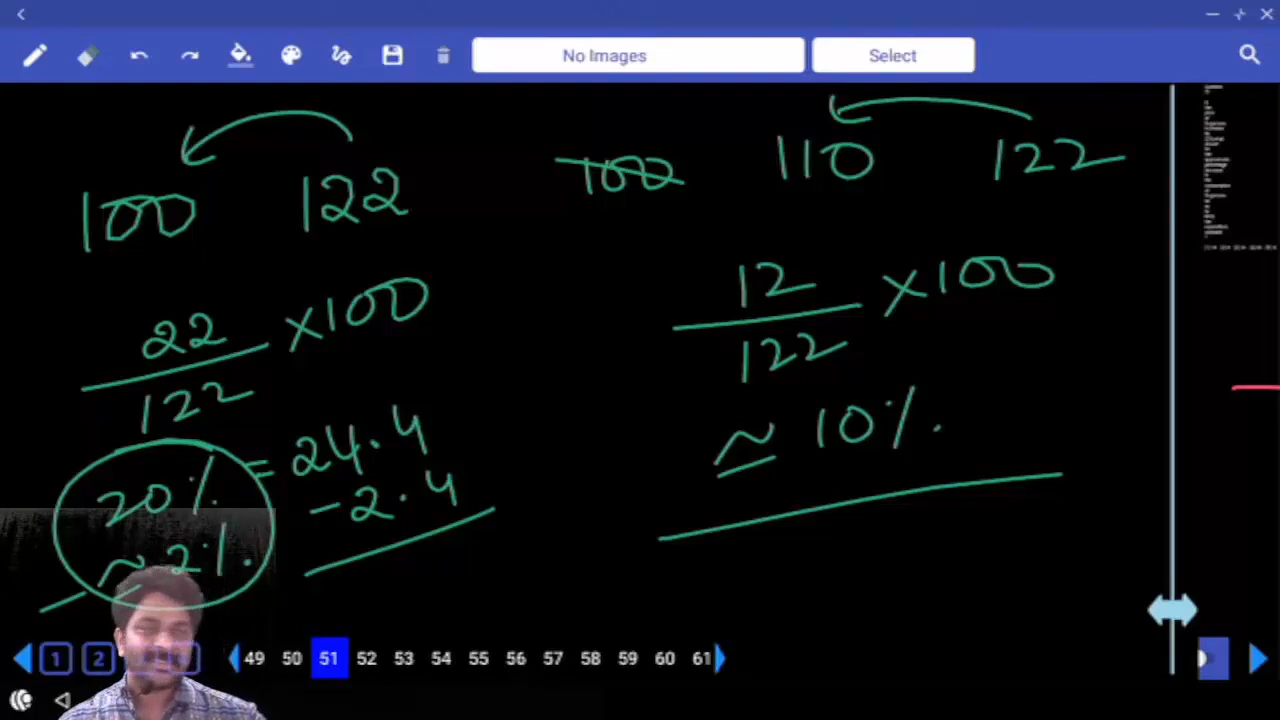 No Images
Select
100 122
22/122 ×100
20% = 24.4
≈ 2% - 2.4
100 110 122
12/122 ×100
≈ 10%.
1 2
49 50 51 52 53 54 55 56 57 58 59 60 61